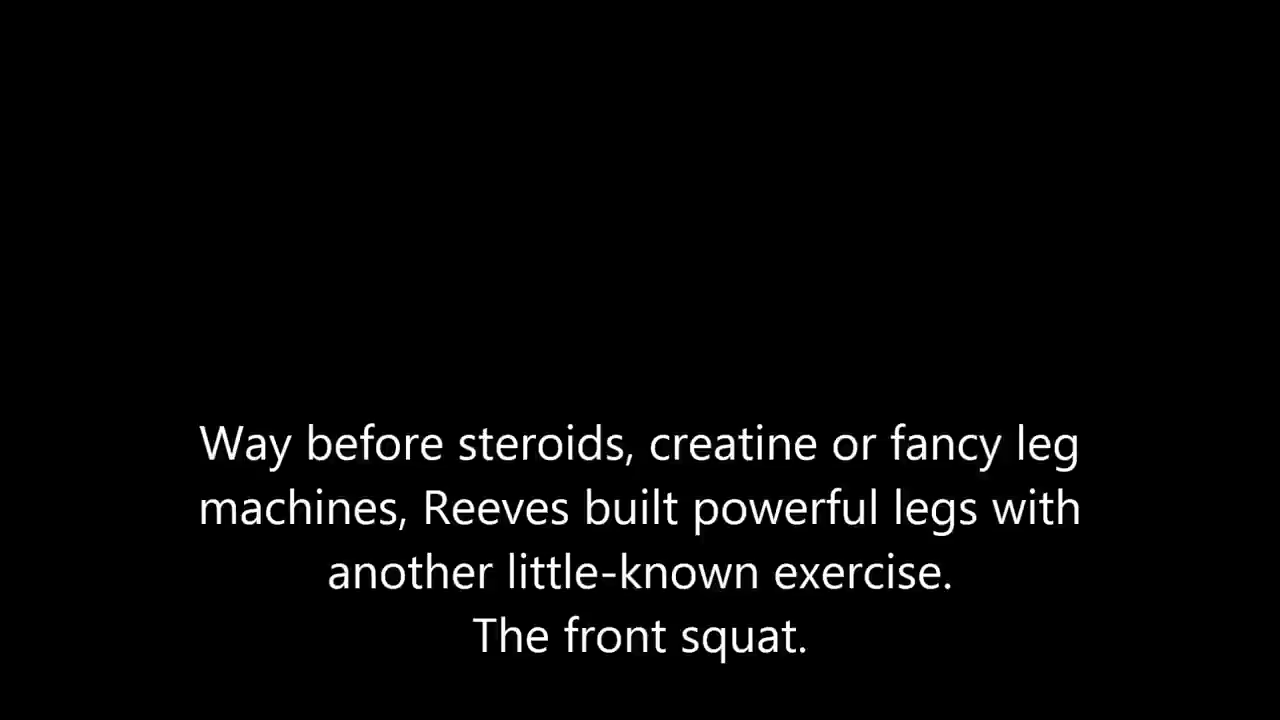 Way before steroids, creatine or fancy leg
machines, Reeves built powerful legs with
another little-known exercise.
The front squat.